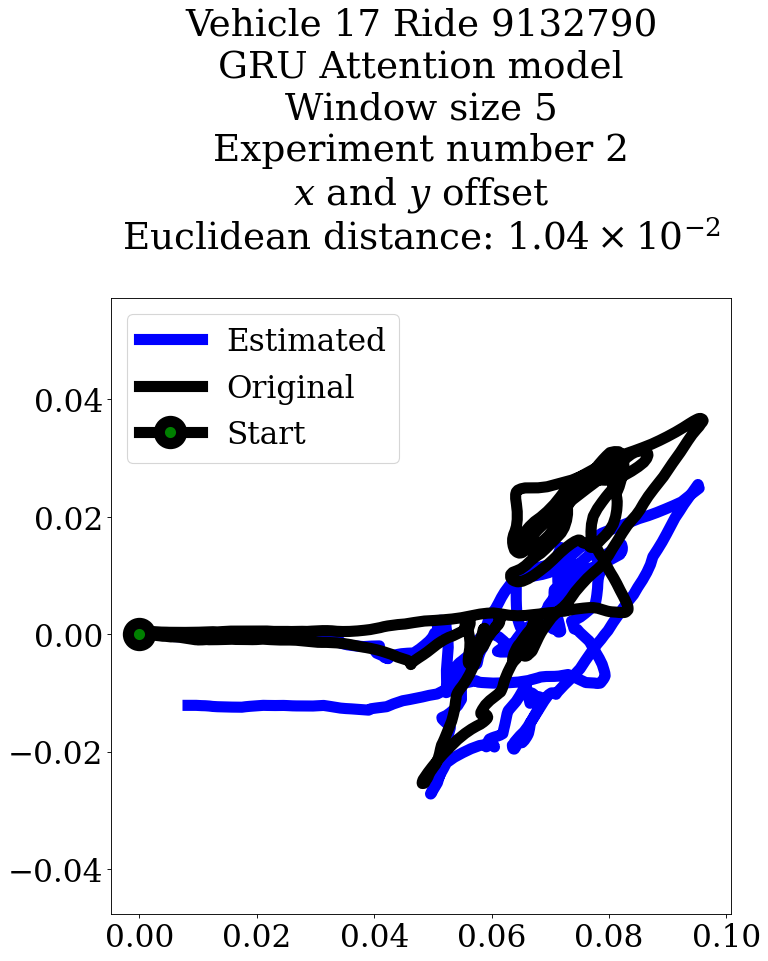 Vehicle 17 Ride 9132790
GRU Attention model
Window size 5
Experiment number 2
x and y offset
Euclidean distance: 1.04 × 10⁻²
Estimated
Original
Start
0.04
0.02
0.00
−0.02
−0.04
0.00 0.02 0.04 0.06 0.08 0.10